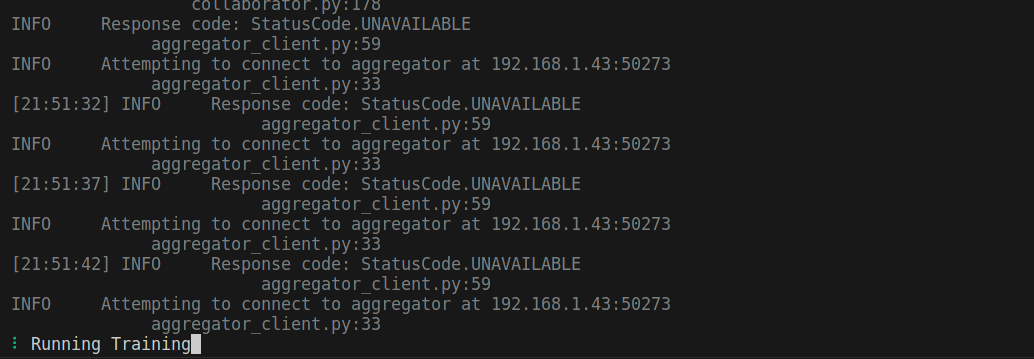 collaborator.py:178
INFO     Response code: StatusCode.UNAVAILABLE
aggregator_client.py:59
INFO     Attempting to connect to aggregator at 192.168.1.43:50273
aggregator_client.py:33
[21:51:32] INFO     Response code: StatusCode.UNAVAILABLE
aggregator_client.py:59
INFO     Attempting to connect to aggregator at 192.168.1.43:50273
aggregator_client.py:33
[21:51:37] INFO     Response code: StatusCode.UNAVAILABLE
aggregator_client.py:59
INFO     Attempting to connect to aggregator at 192.168.1.43:50273
aggregator_client.py:33
[21:51:42] INFO     Response code: StatusCode.UNAVAILABLE
aggregator_client.py:59
INFO     Attempting to connect to aggregator at 192.168.1.43:50273
aggregator_client.py:33
Running Training